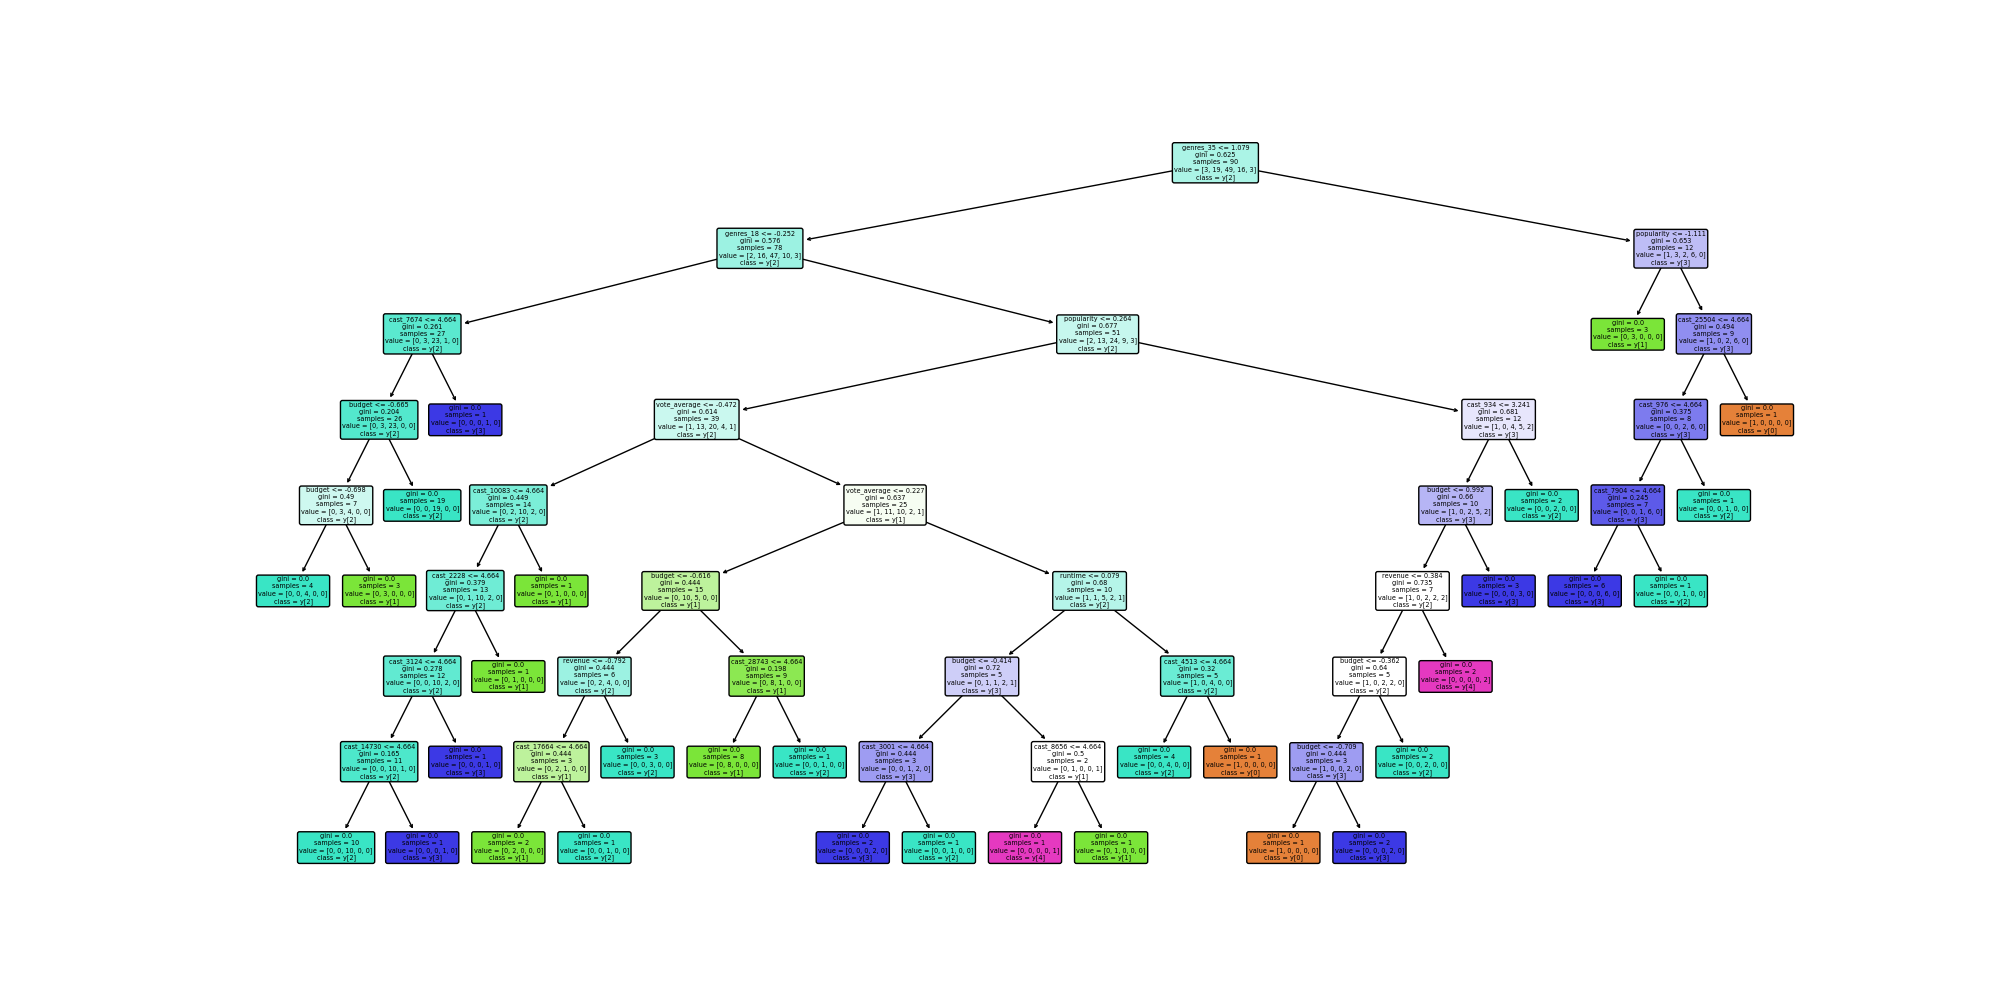 genres_35 <= 1.079
gini = 0.625
samples = 90
value = [3, 19, 49, 16, 3]
class = y[2]
genres_18 <= -0.252
gini = 0.576
samples = 78
value = [2, 16, 47, 10, 3]
class = y[2]
popularity <= -1.111
gini = 0.653
samples = 12
value = [1, 3, 2, 6, 0]
class = y[3]
cast_7674 <= 4.664
gini = 0.261
samples = 27
value = [0, 3, 23, 1, 0]
class = y[2]
popularity <= 0.264
gini = 0.677
samples = 51
value = [2, 13, 24, 9, 3]
class = y[2]
gini = 0.0
samples = 3
value = [0, 3, 0, 0, 0]
class = y[1]
cast_25504 <= 4.664
gini = 0.494
samples = 9
value = [1, 0, 2, 6, 0]
class = y[3]
budget <= -0.665
gini = 0.204
samples = 26
value = [0, 3, 23, 0, 0]
class = y[2]
gini = 0.0
samples = 1
value = [0, 0, 0, 1, 0]
class = y[3]
vote_average <= -0.472
gini = 0.614
samples = 39
value = [1, 13, 20, 4, 1]
class = y[2]
cast_934 <= 3.241
gini = 0.681
samples = 12
value = [1, 0, 4, 5, 2]
class = y[3]
cast_976 <= 4.664
gini = 0.375
samples = 8
value = [0, 0, 2, 6, 0]
class = y[3]
gini = 0.0
samples = 1
value = [1, 0, 0, 0, 0]
class = y[0]
budget <= -0.698
gini = 0.49
samples = 7
value = [0, 3, 4, 0, 0]
class = y[2]
gini = 0.0
samples = 19
value = [0, 0, 19, 0, 0]
class = y[2]
cast_10083 <= 4.664
gini = 0.449
samples = 14
value = [0, 2, 10, 2, 0]
class = y[2]
vote_average <= 0.227
gini = 0.637
samples = 25
value = [1, 11, 10, 2, 1]
class = y[1]
budget <= 0.992
gini = 0.66
samples = 10
value = [1, 0, 2, 5, 2]
class = y[3]
gini = 0.0
samples = 2
value = [0, 0, 2, 0, 0]
class = y[2]
cast_7904 <= 4.664
gini = 0.245
samples = 7
value = [0, 0, 1, 6, 0]
class = y[3]
gini = 0.0
samples = 1
value = [0, 0, 1, 0, 0]
class = y[2]
gini = 0.0
samples = 4
value = [0, 0, 4, 0, 0]
class = y[2]
gini = 0.0
samples = 3
value = [0, 3, 0, 0, 0]
class = y[1]
cast_2228 <= 4.664
gini = 0.379
samples = 13
value = [0, 1, 10, 2, 0]
class = y[2]
gini = 0.0
samples = 1
value = [0, 1, 0, 0, 0]
class = y[1]
budget <= -0.616
gini = 0.444
samples = 15
value = [0, 10, 5, 0, 0]
class = y[1]
runtime <= 0.079
gini = 0.68
samples = 10
value = [1, 1, 5, 2, 1]
class = y[2]
revenue <= 0.384
gini = 0.735
samples = 7
value = [1, 0, 2, 2, 2]
class = y[2]
gini = 0.0
samples = 3
value = [0, 0, 0, 3, 0]
class = y[3]
gini = 0.0
samples = 6
value = [0, 0, 0, 6, 0]
class = y[3]
gini = 0.0
samples = 1
value = [0, 0, 1, 0, 0]
class = y[2]
cast_3124 <= 4.664
gini = 0.278
samples = 12
value = [0, 0, 10, 2, 0]
class = y[2]
gini = 0.0
samples = 1
value = [0, 1, 0, 0, 0]
class = y[1]
revenue <= -0.792
gini = 0.444
samples = 6
value = [0, 2, 4, 0, 0]
class = y[2]
cast_28743 <= 4.664
gini = 0.198
samples = 9
value = [0, 8, 1, 0, 0]
class = y[1]
budget <= -0.414
gini = 0.72
samples = 5
value = [0, 1, 1, 2, 1]
class = y[3]
cast_4513 <= 4.664
gini = 0.32
samples = 5
value = [1, 0, 4, 0, 0]
class = y[2]
budget <= -0.362
gini = 0.64
samples = 5
value = [1, 0, 2, 2, 0]
class = y[2]
gini = 0.0
samples = 2
value = [0, 0, 0, 0, 2]
class = y[4]
cast_14730 <= 4.664
gini = 0.165
samples = 11
value = [0, 0, 10, 1, 0]
class = y[2]
gini = 0.0
samples = 1
value = [0, 0, 0, 1, 0]
class = y[3]
cast_17664 <= 4.664
gini = 0.444
samples = 3
value = [0, 2, 1, 0, 0]
class = y[1]
gini = 0.0
samples = 3
value = [0, 0, 3, 0, 0]
class = y[2]
gini = 0.0
samples = 8
value = [0, 8, 0, 0, 0]
class = y[1]
gini = 0.0
samples = 1
value = [0, 0, 1, 0, 0]
class = y[2]
cast_3001 <= 4.664
gini = 0.444
samples = 3
value = [0, 0, 1, 2, 0]
class = y[3]
cast_8656 <= 4.664
gini = 0.5
samples = 2
value = [0, 1, 0, 0, 1]
class = y[1]
gini = 0.0
samples = 4
value = [0, 0, 4, 0, 0]
class = y[2]
gini = 0.0
samples = 1
value = [1, 0, 0, 0, 0]
class = y[0]
budget <= -0.709
gini = 0.444
samples = 3
value = [1, 0, 0, 2, 0]
class = y[3]
gini = 0.0
samples = 2
value = [0, 0, 2, 0, 0]
class = y[2]
gini = 0.0
samples = 10
value = [0, 0, 10, 0, 0]
class = y[2]
gini = 0.0
samples = 1
value = [0, 0, 0, 1, 0]
class = y[3]
gini = 0.0
samples = 2
value = [0, 2, 0, 0, 0]
class = y[1]
gini = 0.0
samples = 1
value = [0, 0, 1, 0, 0]
class = y[2]
gini = 0.0
samples = 2
value = [0, 0, 0, 2, 0]
class = y[3]
gini = 0.0
samples = 1
value = [0, 0, 1, 0, 0]
class = y[2]
gini = 0.0
samples = 1
value = [0, 0, 0, 0, 1]
class = y[4]
gini = 0.0
samples = 1
value = [0, 1, 0, 0, 0]
class = y[1]
gini = 0.0
samples = 1
value = [1, 0, 0, 0, 0]
class = y[0]
gini = 0.0
samples = 2
value = [0, 0, 0, 2, 0]
class = y[3]